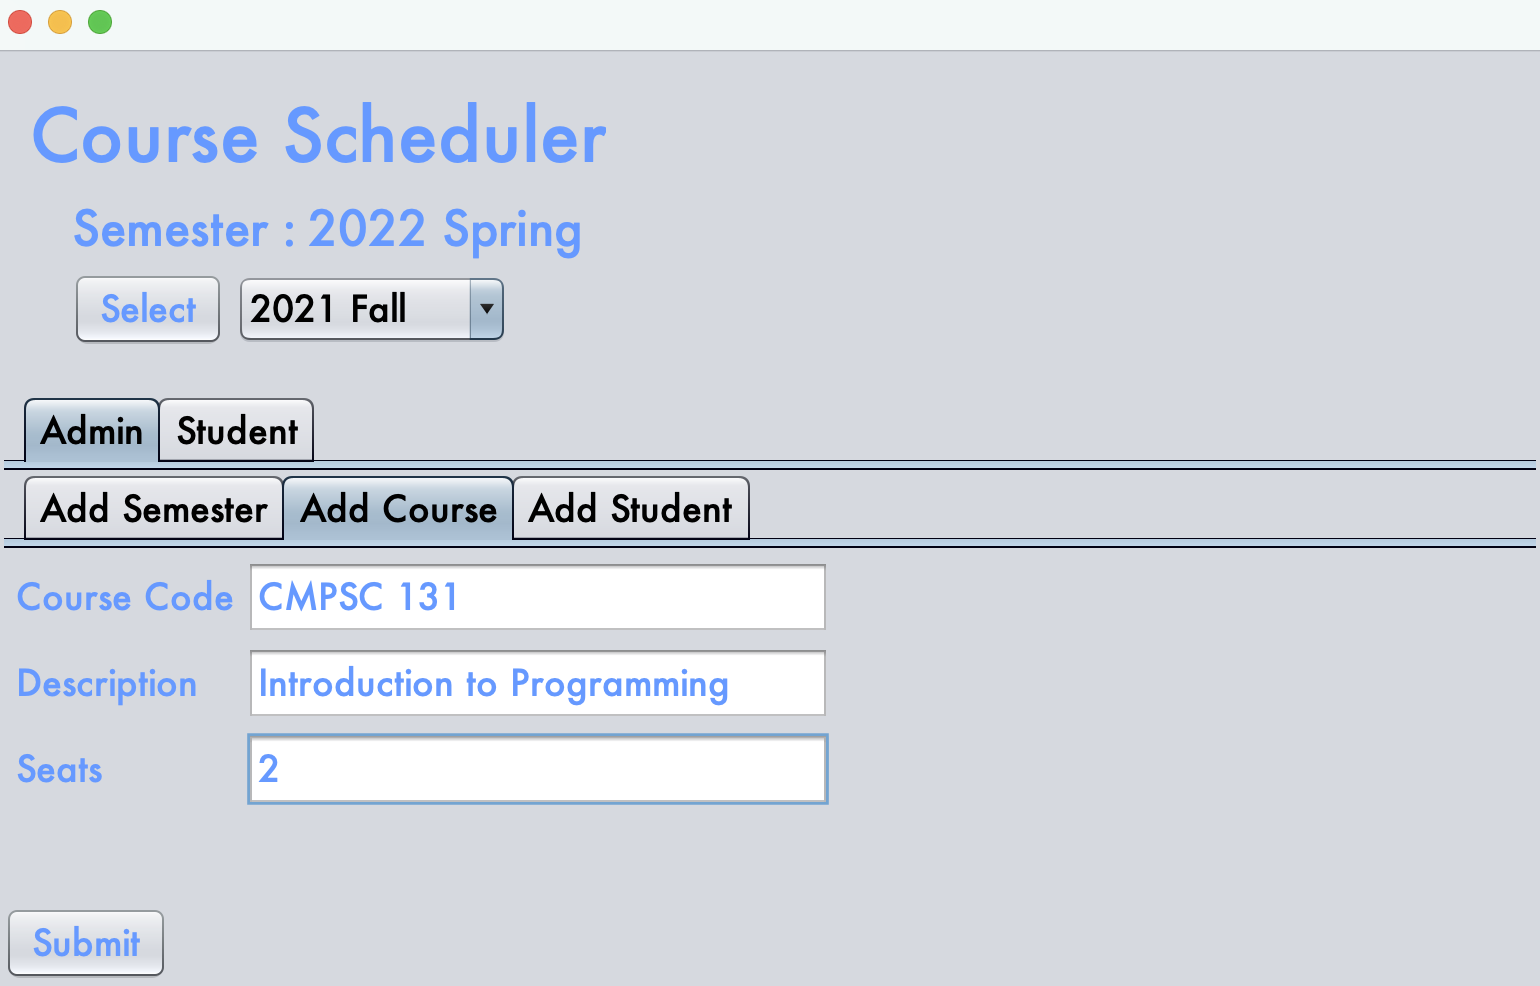 Course Scheduler
Semester : 2022 Spring
Select 2021 Fall
Admin Student
Add Semester Add Course Add Student
Course Code CMPSC 131
Description Introduction to Programming
Seats 2
Submit